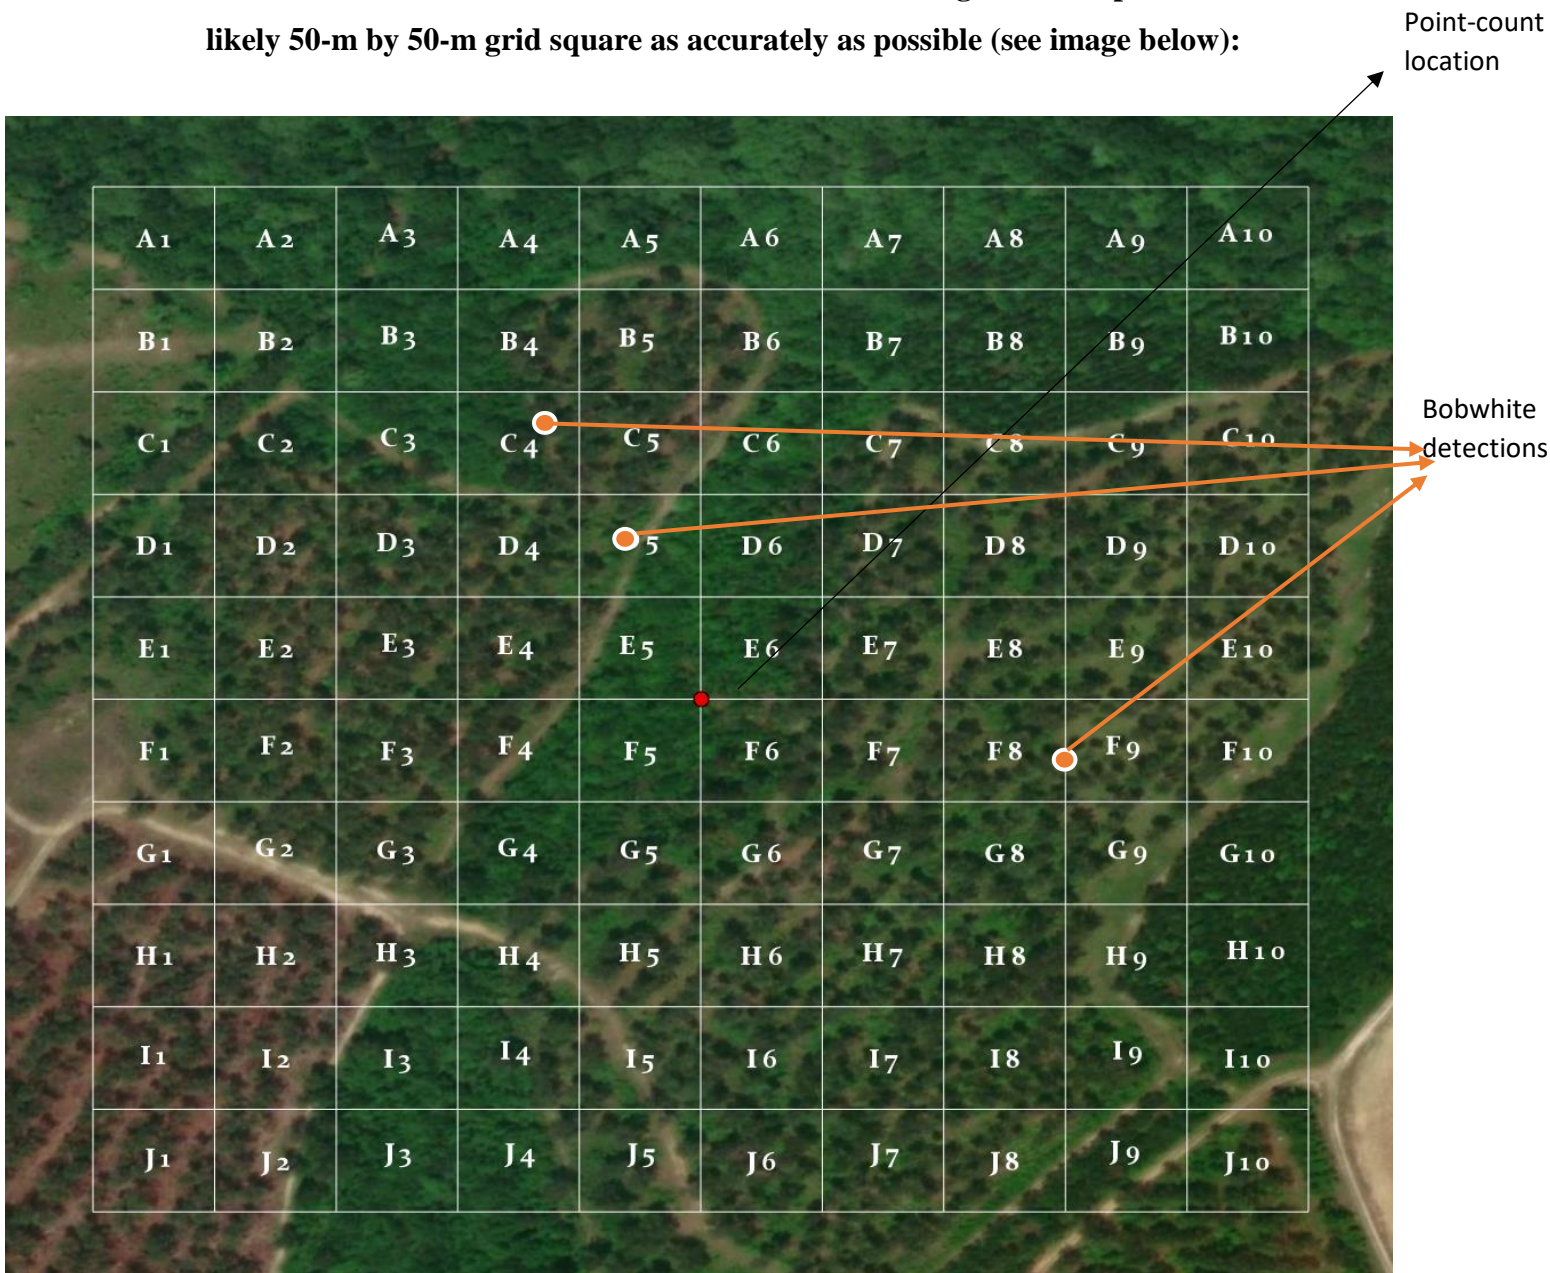 likely 50-m by 50-m grid square as accurately as possible (see image below):
Point-count
location
A1 A2 A3 A4 A5 A6 A7 A8 A9 A10
B1 B2 B3 B4 B5 B6 B7 B8 B9 B10
Bobwhite
detections
C1 C2 C3 C4 C5 C6 C7 C8 C9 C10
D1 D2 D3 D4 5 D6 D7 D8 D9 D10
E1 E2 E3 E4 E5 E6 E7 E8 E9 E10
F1 F2 F3 F4 F5 F6 F7 F8 F9 F10
G1 G2 G3 G4 G5 G6 G7 G8 G9 G10
H1 H2 H3 H4 H5 H6 H7 H8 H9 H10
I1 I2 I3 I4 I5 I6 I7 I8 I9 I10
J1 J2 J3 J4 J5 J6 J7 J8 J9 J10